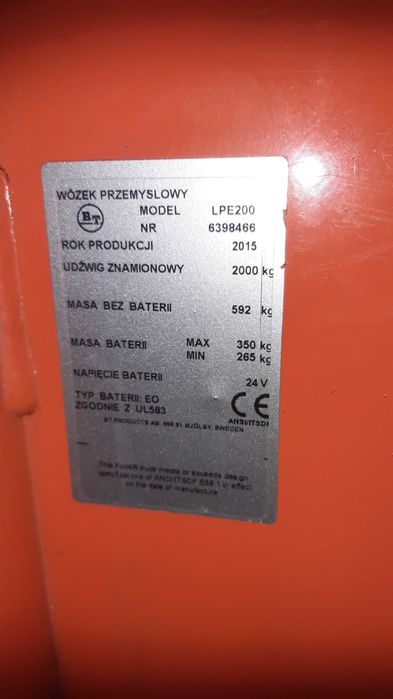 WÓZEK PRZEMYSLOWY
BT MODEL LPE200
NR 6398466
ROK PRODUKCJI 2015
UDŹWIG ZNAMIONOWY 2000 kg
MASA BEZ BATERII 592 kg
MASA BATERII MAX 350 kg
MIN 265 kg
NAPIĘCIE BATERII 24 V
TYP BATERII: EO
ZGODNIE Z UL583 CE
ANSI/ITSDF
BT PRODUCTS AB, 595 81 MJÖLBY, SWEDEN
This Forklift truck meets or exceeds design
specifications of ANSI/ITSDF B56.1 in effect
on the date of manufacture